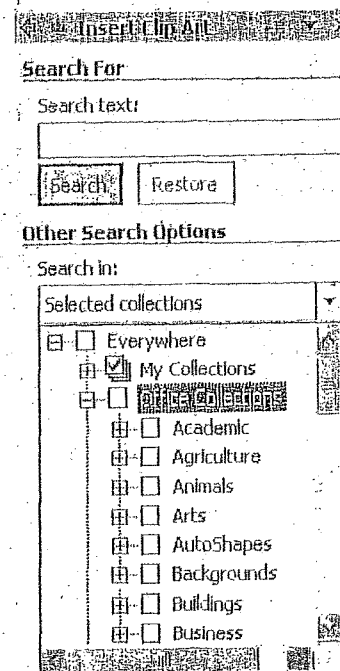 Insert Clip Art
Search For
Search text:
Search Restore
Other Search Options
Search in:
Selected collections
Everywhere
My Collections
Office Collections
Academic
Agriculture
Animals
Arts
AutoShapes
Backgrounds
Buildings
Business